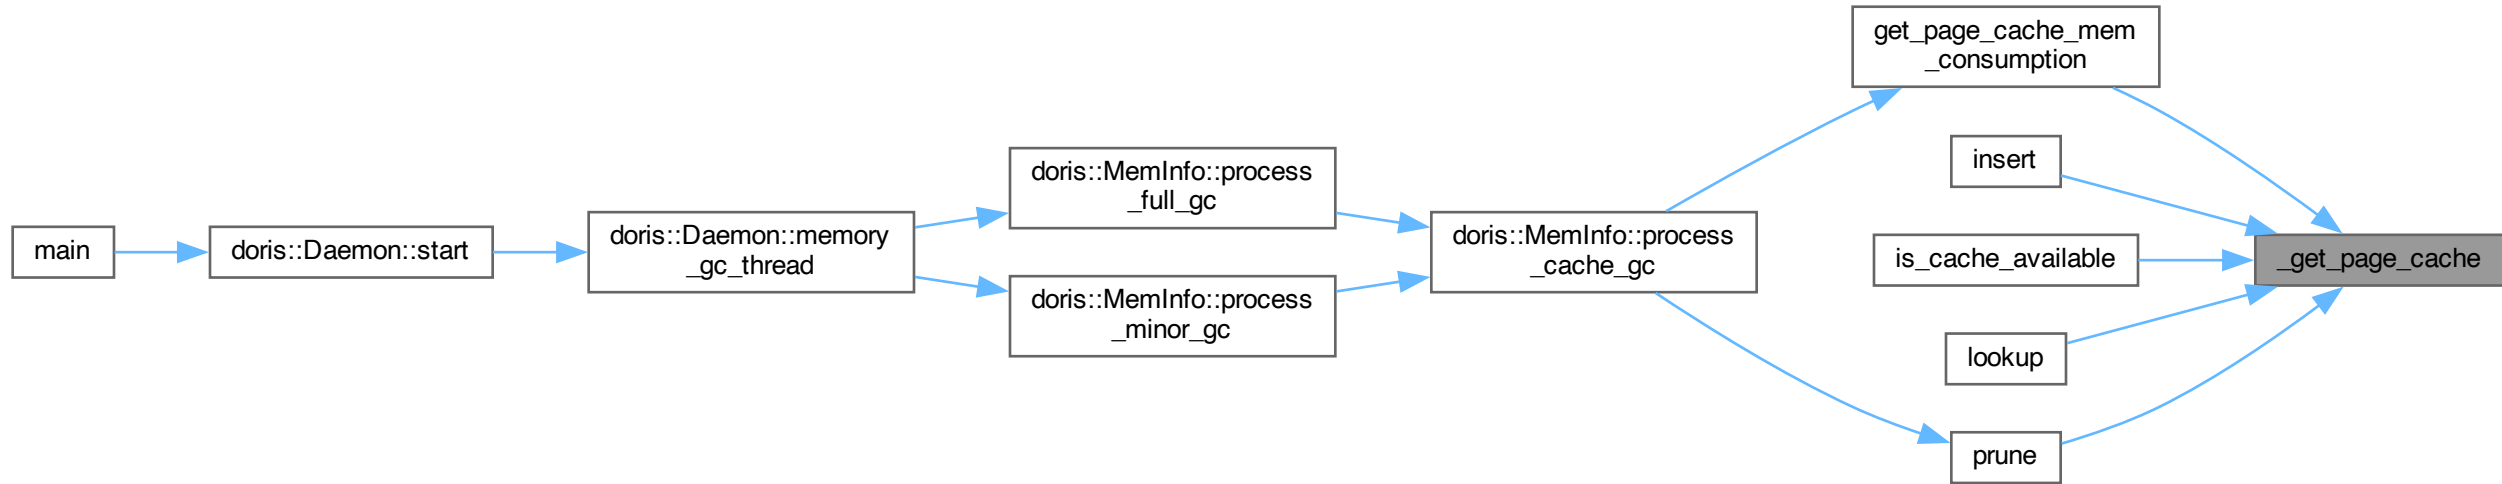 main
doris::Daemon::start
doris::Daemon::memory
_gc_thread
doris::MemInfo::process
_full_gc
doris::MemInfo::process
_minor_gc
doris::MemInfo::process
_cache_gc
get_page_cache_mem
_consumption
insert
is_cache_available
lookup
prune
_get_page_cache